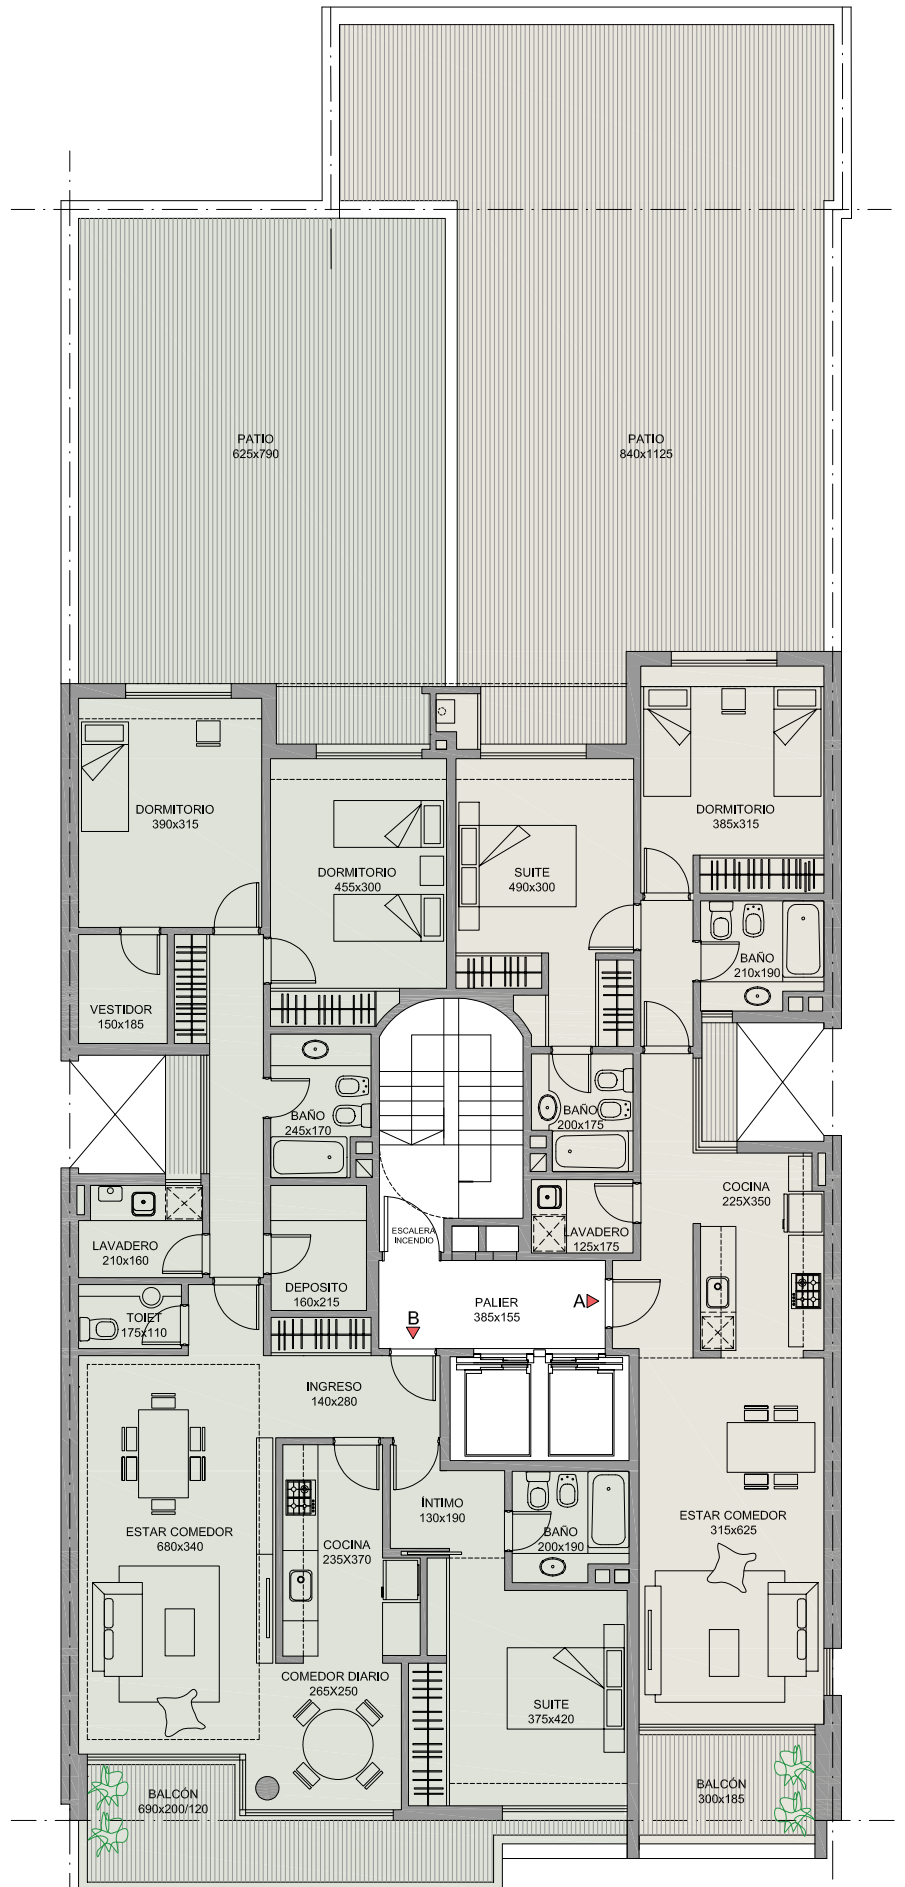 PATIO
625x790
PATIO
840x1125
DORMITORIO
390x315
DORMITORIO
385x315
DORMITORIO
455x300
SUITE
490x300
BAÑO
210x190
VESTIDOR
150x185
BAÑO
245x170
BAÑO
200x175
COCINA
225X350
ESCALERA
INCENDIO
LAVADERO
125x175
LAVADERO
210x160
DEPOSITO
160x215
PALIER
385x155
A
B
TOIET
175x110
INGRESO
140x280
ÍNTIMO
130x190
ESTAR COMEDOR
315x625
ESTAR COMEDOR
680x340
COCINA
235X370
BAÑO
200x190
COMEDOR DIARIO
265X250
SUITE
375x420
BALCÓN
690x200/120
BALCÓN
300x185